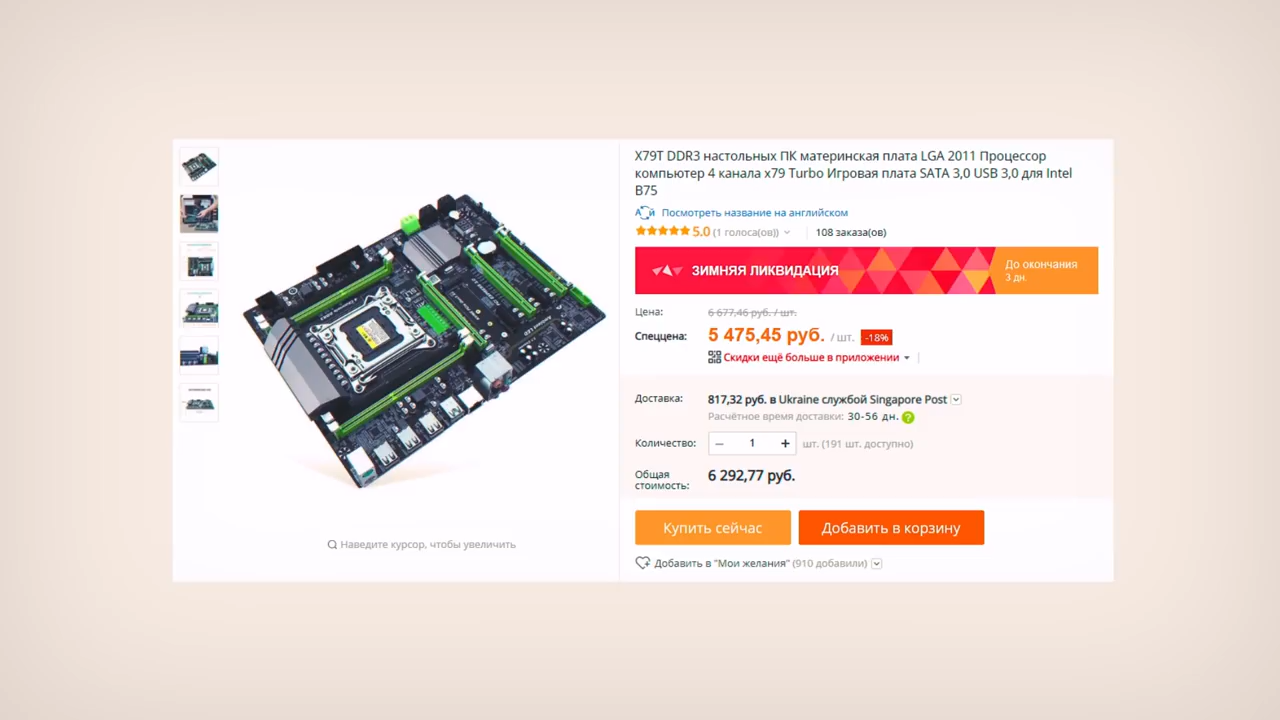 X79T DDR3 настольных ПК материнская плата LGA 2011 Процессор
компьютер 4 канала x79 Turbo Игровая плата SATA 3,0 USB 3,0 для Intel
B75
Посмотреть название на английском
5.0 (1 голоса(ов)) 108 заказа(ов)
ЗИМНЯЯ ЛИКВИДАЦИЯ
До окончания
3 дн.
Цена: 6 677,46 руб. / шт.
Спеццена: 5 475,45 руб. / шт. -18%
Скидки ещё больше в приложении
Доставка: 817,32 руб. в Ukraine службой Singapore Post
Расчётное время доставки: 30-56 дн. ?
Количество: − 1 + шт. (191 шт. доступно)
Общая
стоимость: 6 292,77 руб.
Купить сейчас Добавить в корзину
Добавить в "Мои желания" (910 добавили)
Наведите курсор, чтобы увеличить